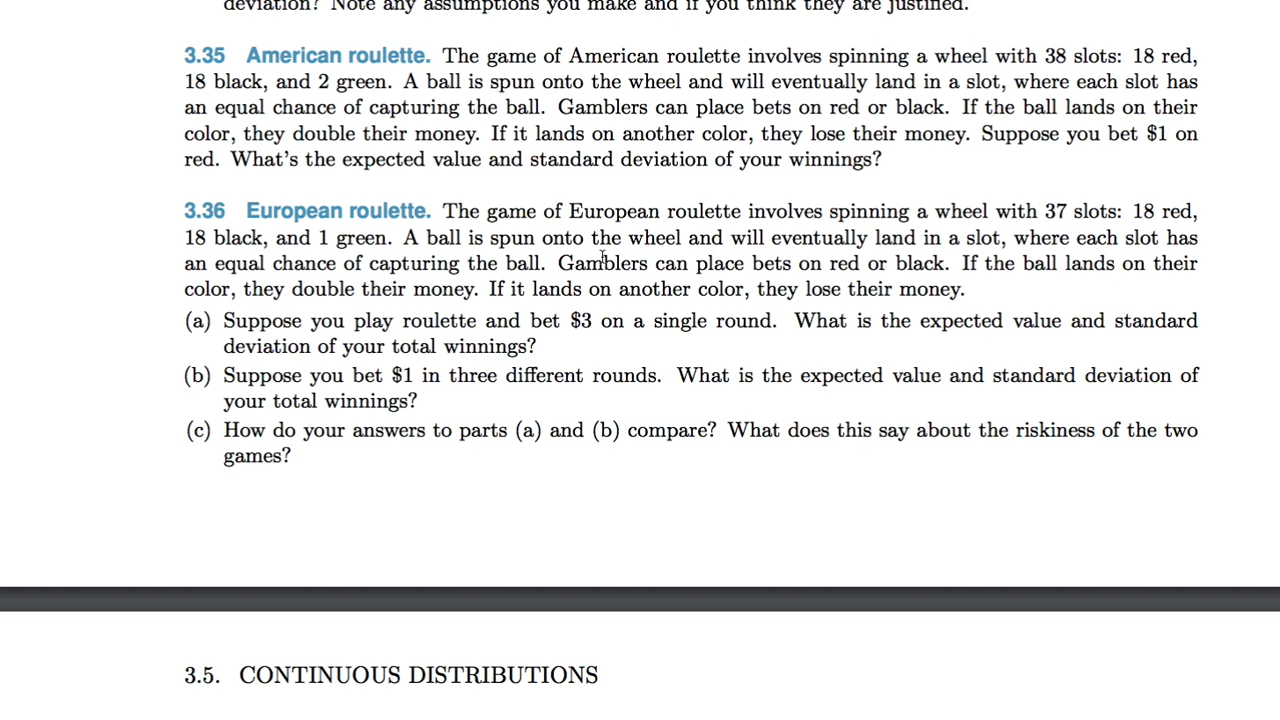 deviation? Note any assumptions you make and if you think they are justified.
3.35 American roulette. The game of American roulette involves spinning a wheel with 38 slots: 18 red,
18 black, and 2 green. A ball is spun onto the wheel and will eventually land in a slot, where each slot has
an equal chance of capturing the ball. Gamblers can place bets on red or black. If the ball lands on their
color, they double their money. If it lands on another color, they lose their money. Suppose you bet $1 on
red. What's the expected value and standard deviation of your winnings?
3.36 European roulette. The game of European roulette involves spinning a wheel with 37 slots: 18 red,
18 black, and 1 green. A ball is spun onto the wheel and will eventually land in a slot, where each slot has
an equal chance of capturing the ball. Gamblers can place bets on red or black. If the ball lands on their
color, they double their money. If it lands on another color, they lose their money.
(a) Suppose you play roulette and bet $3 on a single round. What is the expected value and standard
deviation of your total winnings?
(b) Suppose you bet $1 in three different rounds. What is the expected value and standard deviation of
your total winnings?
(c) How do your answers to parts (a) and (b) compare? What does this say about the riskiness of the two
games?
3.5. CONTINUOUS DISTRIBUTIONS